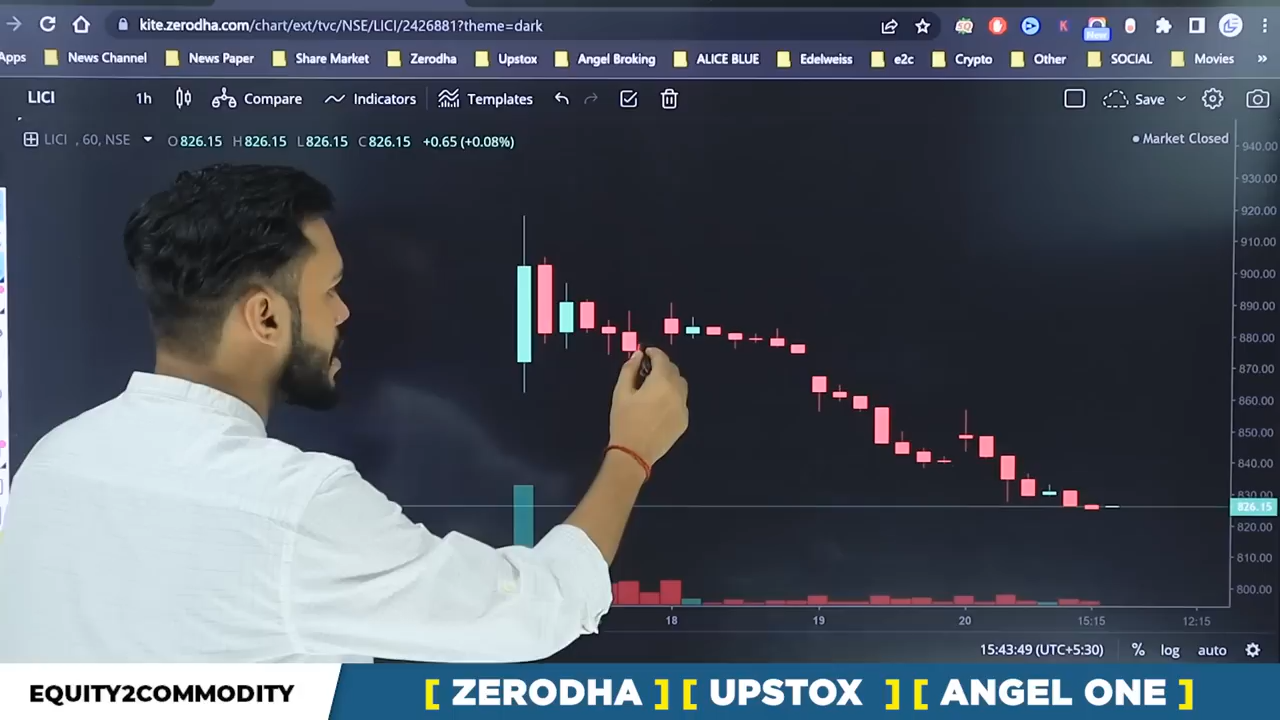 kite.zerodha.com/chart/ext/tvc/NSE/LICI/2426881?theme=dark
New
Apps News Channel News Paper Share Market Zerodha Upstox Angel Broking ALICE BLUE Edelweiss e2c Crypto Other SOCIAL Movies »
LICI 1h Compare Indicators Templates Save
LICI , 60, NSE O826.15 H826.15 L826.15 C826.15 +0.65 (+0.08%) Market Closed
940.00
930.00
920.00
910.00
900.00
890.00
880.00
870.00
860.00
850.00
840.00
830.00
826.15
820.00
810.00
800.00
18 19 20 15:15 12:15
15:43:49 (UTC+5:30) % log auto
EQUITY2COMMODITY [ ZERODHA ] [ UPSTOX ] [ ANGEL ONE ]